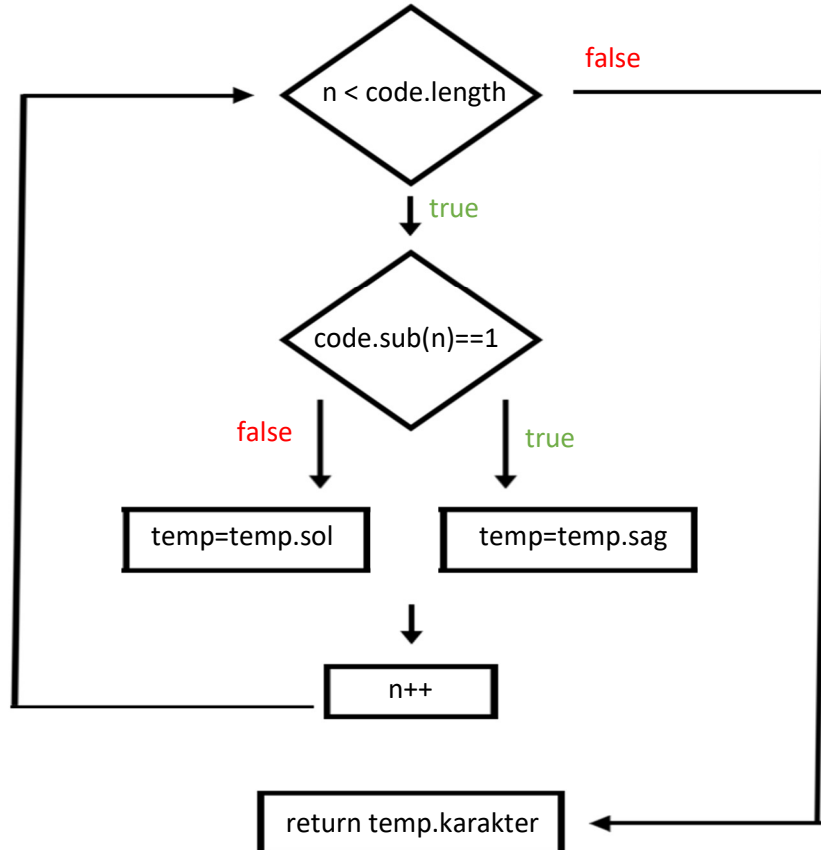 n < code.length
false
true
code.sub(n)==1
false
true
temp=temp.sol
temp=temp.sag
n++
return temp.karakter